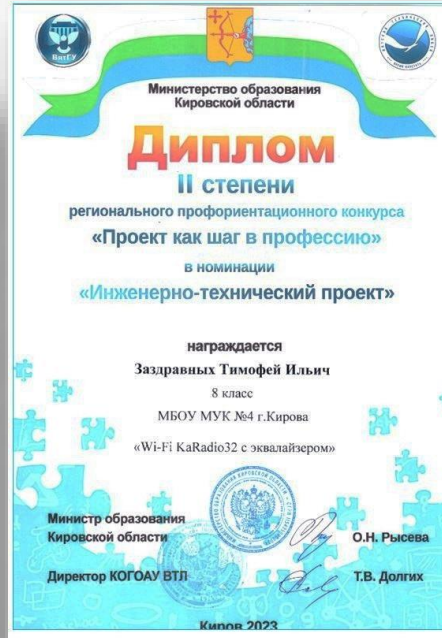 ВятГУ
Министерство образования
Кировской области
Диплом
II степени
регионального профориентационного конкурса
«Проект как шаг в профессию»
в номинации
«Инженерно-технический проект»
награждается
Заздравных Тимофей Ильич
8 класс
МБОУ МУК №4 г.Кирова
«Wi-Fi KaRadio32 с эквалайзером»
Министр образования
Кировской области
О.Н. Рысева
Директор КОГОАУ ВТЛ
Т.В. Долгих
Киров 2023